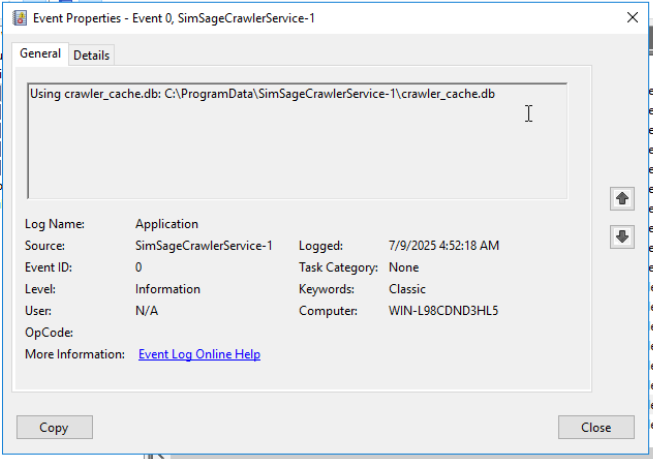 Event Properties - Event 0, SimSageCrawlerService-1
General Details
Using crawler_cache.db: C:\ProgramData\SimSageCrawlerService-1\crawler_cache.db
Log Name: Application
Source: SimSageCrawlerService-1 Logged: 7/9/2025 4:52:18 AM
Event ID: 0 Task Category: None
Level: Information Keywords: Classic
User: N/A Computer: WIN-L98CDND3HL5
OpCode:
More Information: Event Log Online Help
Copy Close